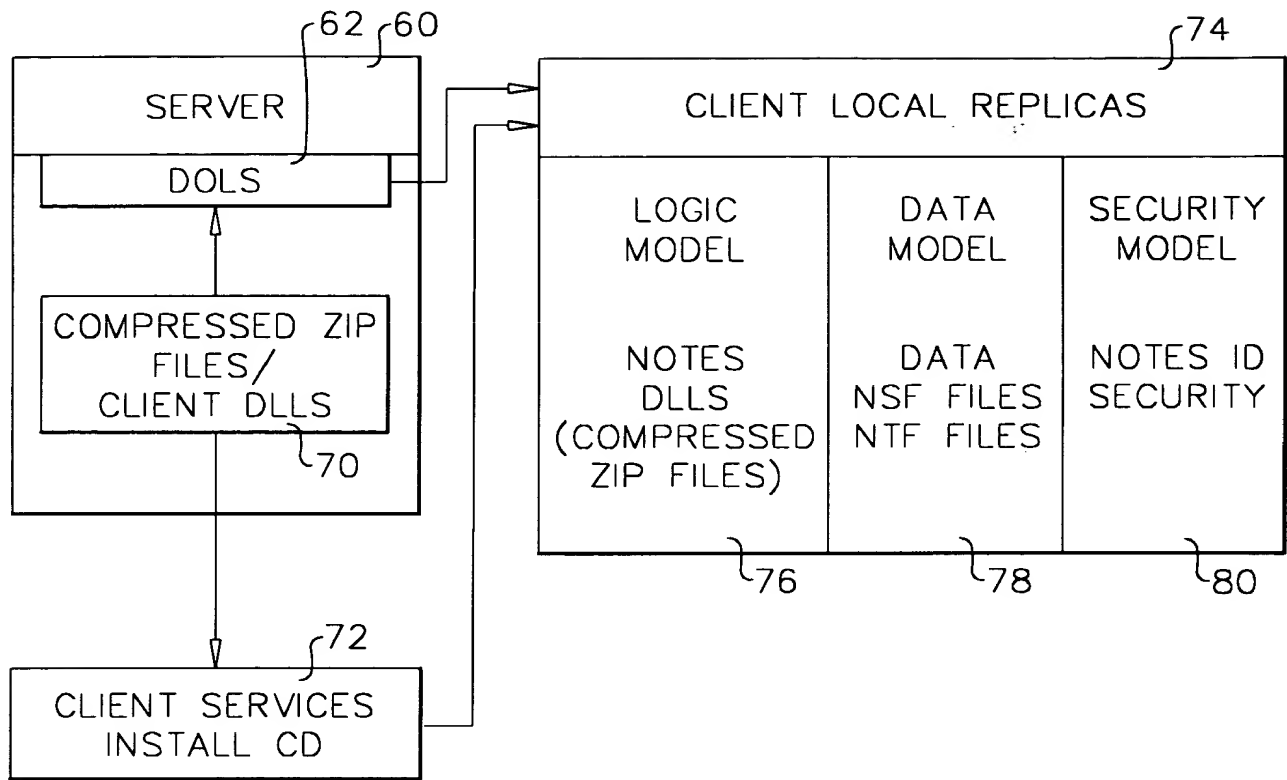 62
60
SERVER
DOLS
COMPRESSED ZIP
FILES/
CLIENT DLLS
70
72
CLIENT SERVICES
INSTALL CD
74
CLIENT LOCAL REPLICAS
LOGIC
MODEL
NOTES
DLLS
(COMPRESSED
ZIP FILES)
76
DATA
MODEL
DATA
NSF FILES
NTF FILES
78
SECURITY
MODEL
NOTES ID
SECURITY
80